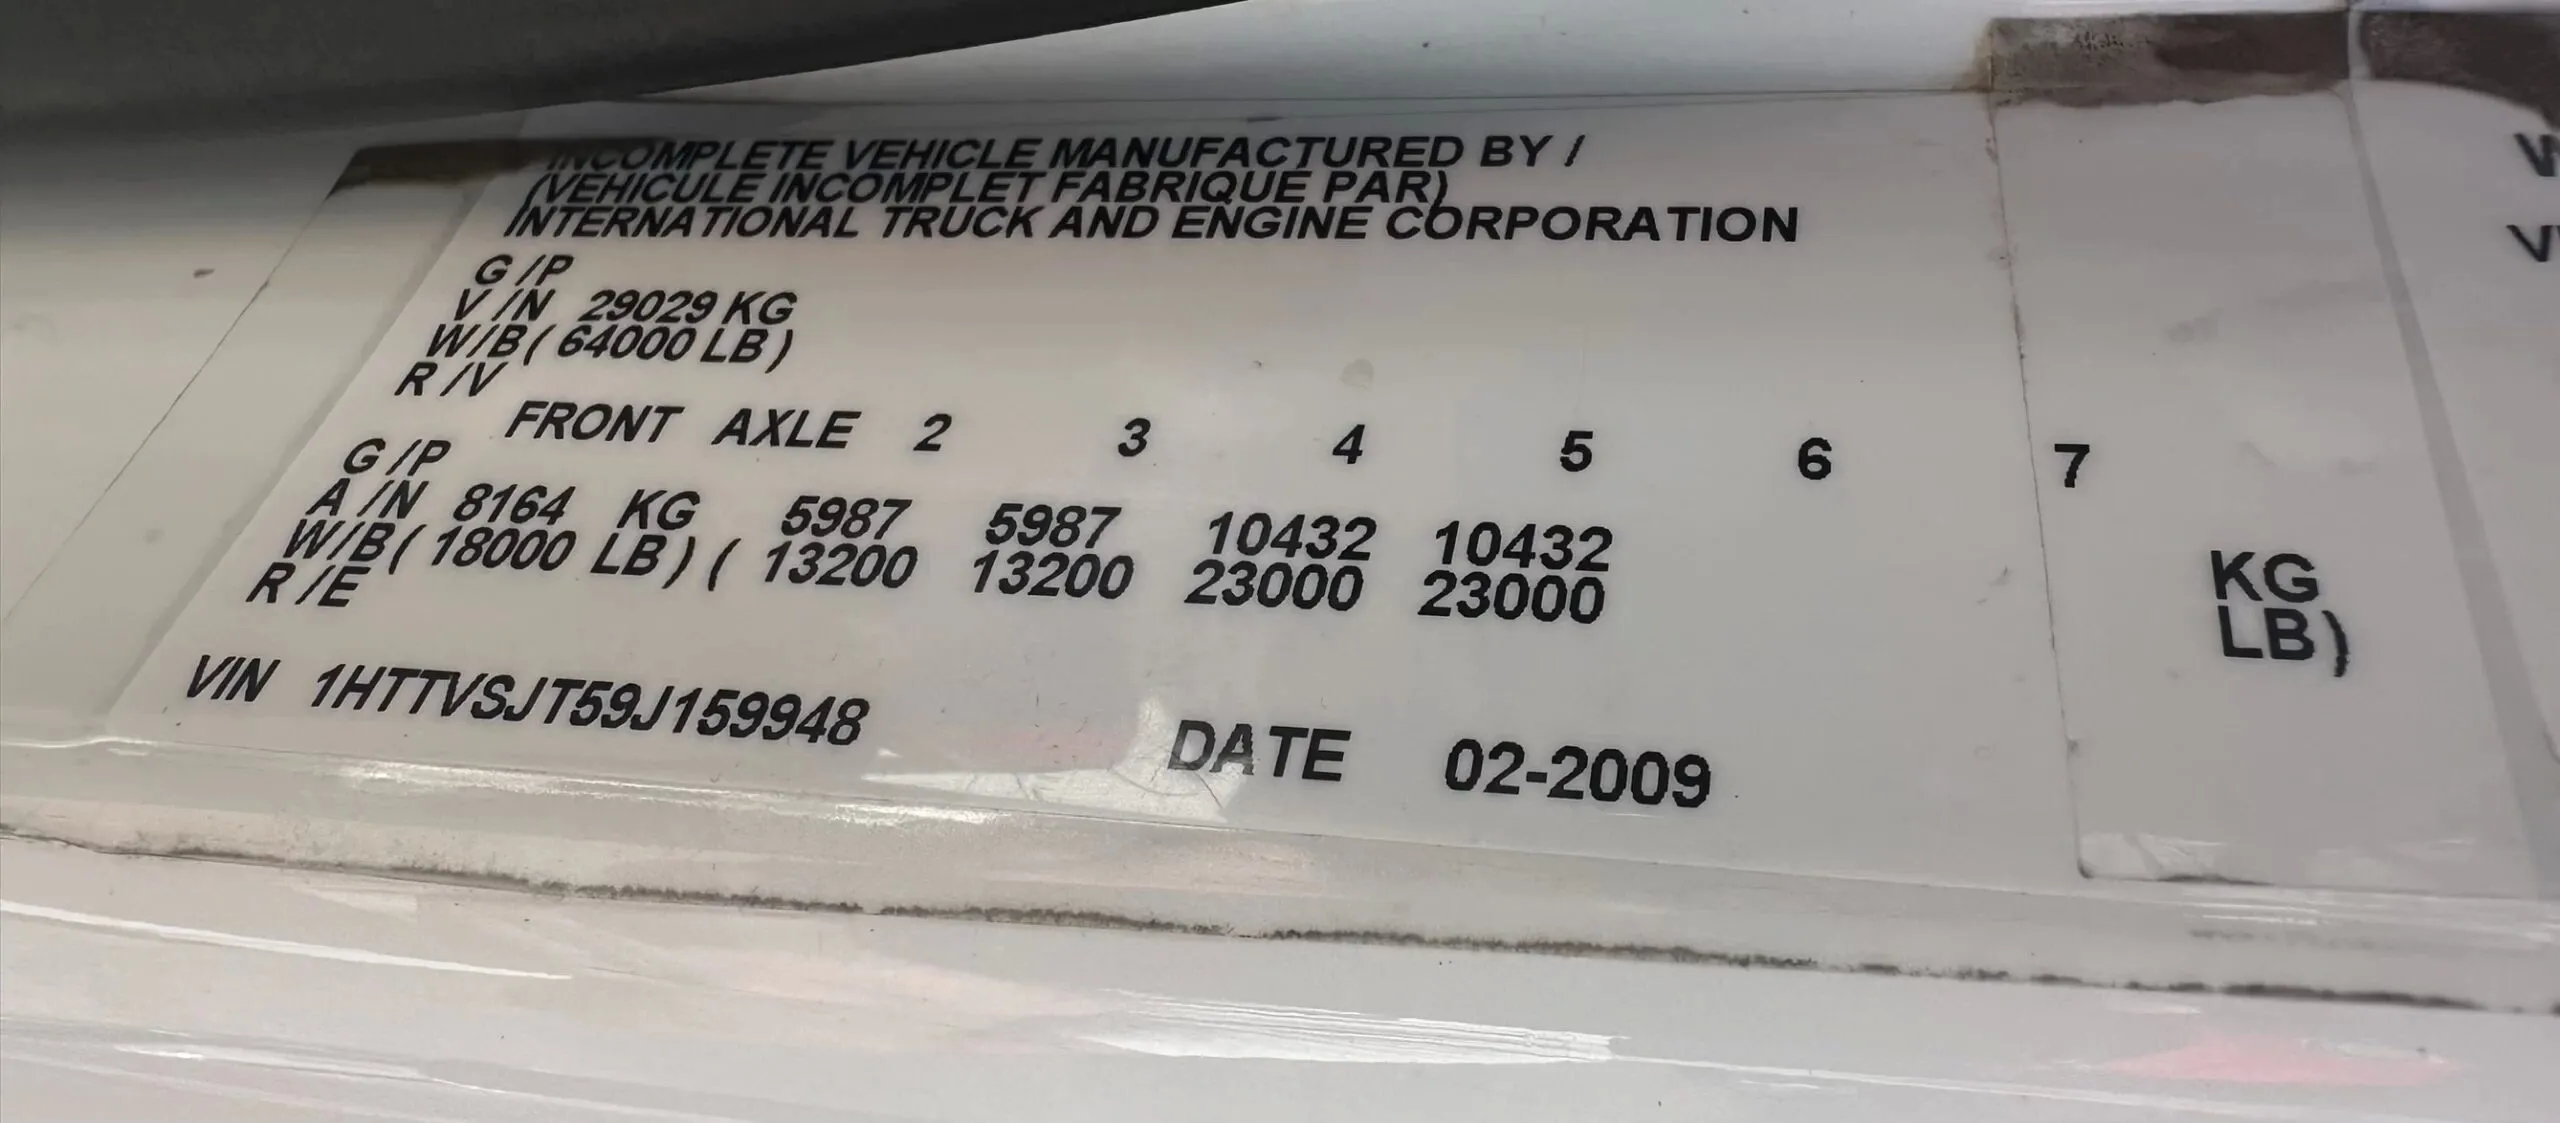 INCOMPLETE VEHICLE MANUFACTURED BY /
(VEHICULE INCOMPLET FABRIQUE PAR)
INTERNATIONAL TRUCK AND ENGINE CORPORATION
G /P
V /N 29029 KG
W/B ( 64000 LB )
R /V
FRONT AXLE 2 3 4 5 6 7
G /P
A /N 8164 KG 5987 5987 10432 10432 KG
W/B ( 18000 LB ) ( 13200 13200 23000 23000 LB)
R /E
VIN 1HTTVSJT59J159948 DATE 02-2009